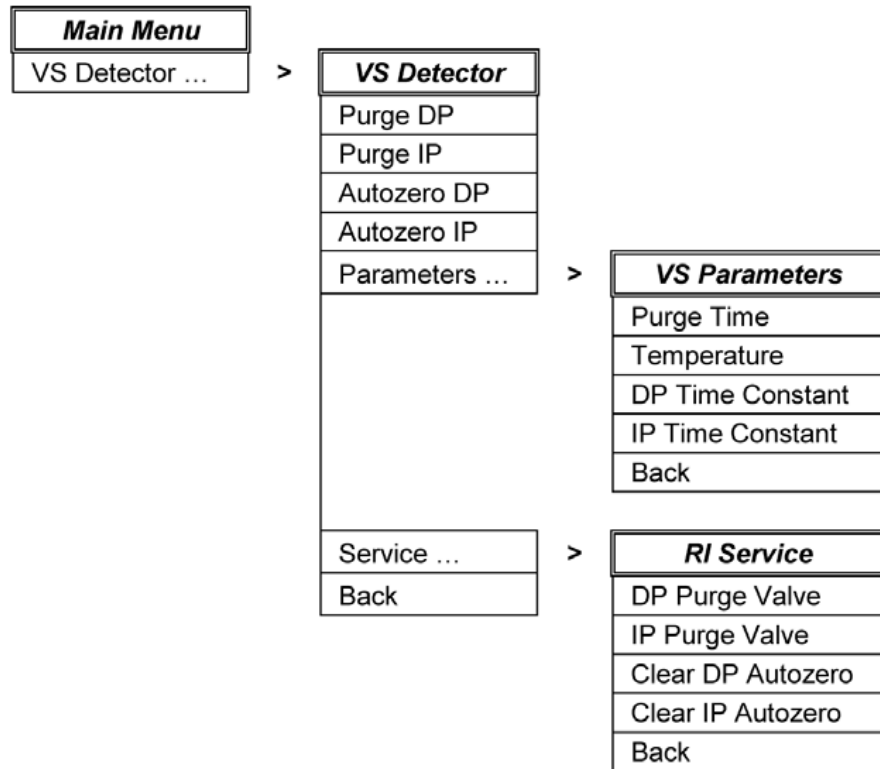 Main Menu
VS Detector …
>
VS Detector
Purge DP
Purge IP
Autozero DP
Autozero IP
Parameters …
>
VS Parameters
Purge Time
Temperature
DP Time Constant
IP Time Constant
Back
Service …
>
RI Service
Back
DP Purge Valve
IP Purge Valve
Clear DP Autozero
Clear IP Autozero
Back